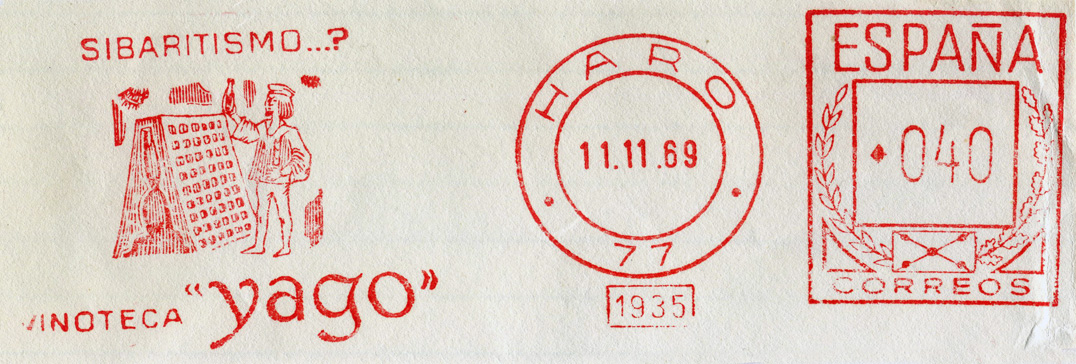 SIBARITISMO...?
VINOTECA "yago"
HARO
11.11.69
77
1935
ESPAÑA
040
CORREOS